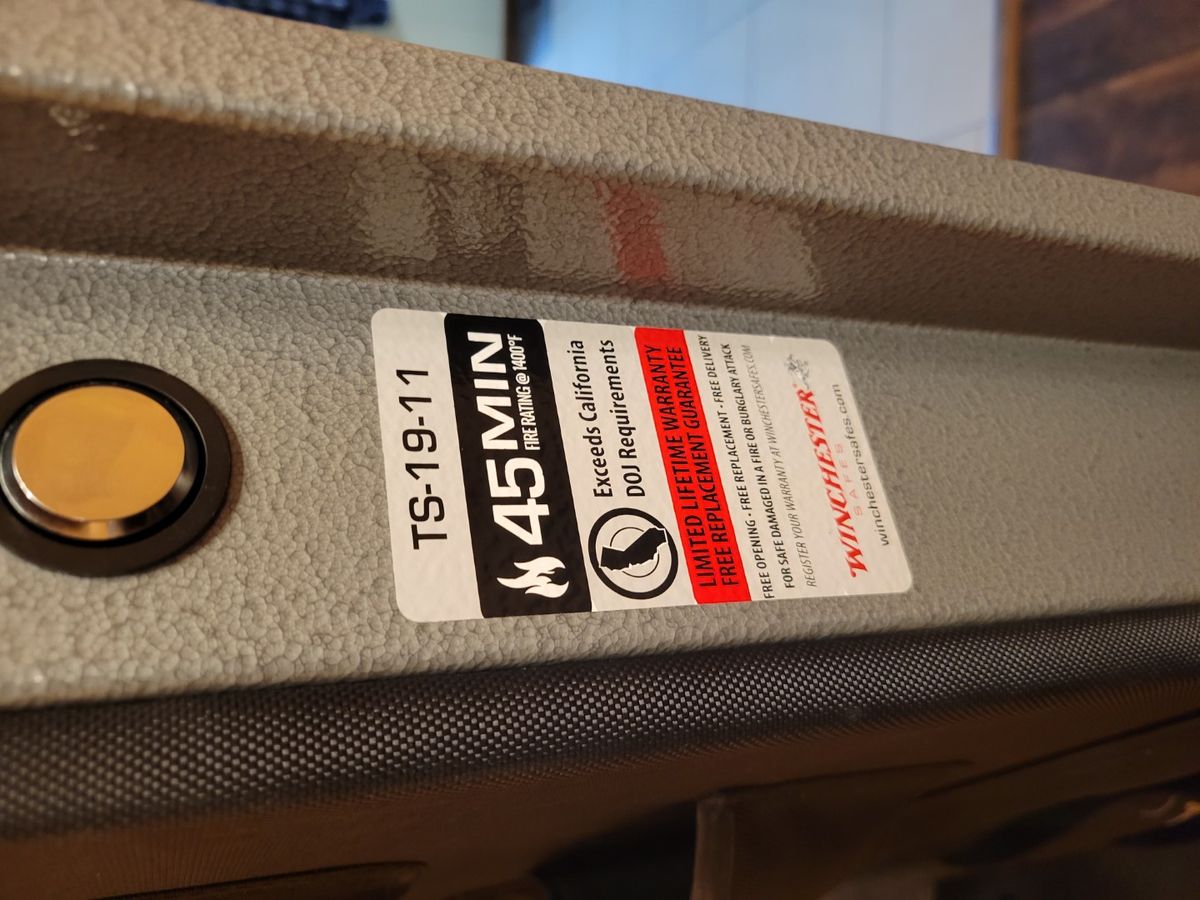 TS-19-11
45 MIN
FIRE RATING @ 1400°F
Exceeds California
DOJ Requirements
LIMITED LIFETIME WARRANTY
FREE REPLACEMENT GUARANTEE
FREE OPENING • FREE REPLACEMENT • FREE DELIVERY
FOR SAFE DAMAGED IN A FIRE OR BURGLARY ATTACK
REGISTER YOUR WARRANTY AT WINCHESTERSAFES.COM
WINCHESTER®
SAFES
winchestersafes.com